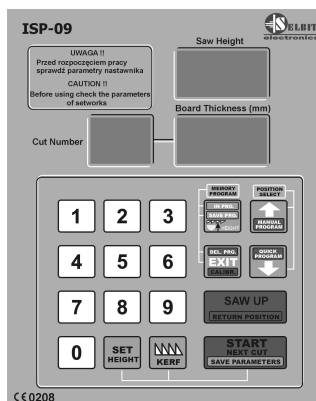 ISP-09
SELBIT
electronics
UWAGA !!
Przed rozpoczęciem pracy
sprawdź parametry nastawnika
CAUTION !!
Before using check the parameters
of setworks
Saw Height
Board Thickness (mm)
Cut Number
MEMORY
PROGRAM
POSITION
SELECT
1
2
3
IN PRG.
SAVE PRG.
HEIGHT
MANUAL
PROGRAM
4
5
6
DEL. PRG.
EXIT
CALIBR.
QUICK
PROGRAM
7
8
9
SAW UP
RETURN POSITION
0
SET
HEIGHT
KERF
START
NEXT CUT
SAVE PARAMETERS
CE0208